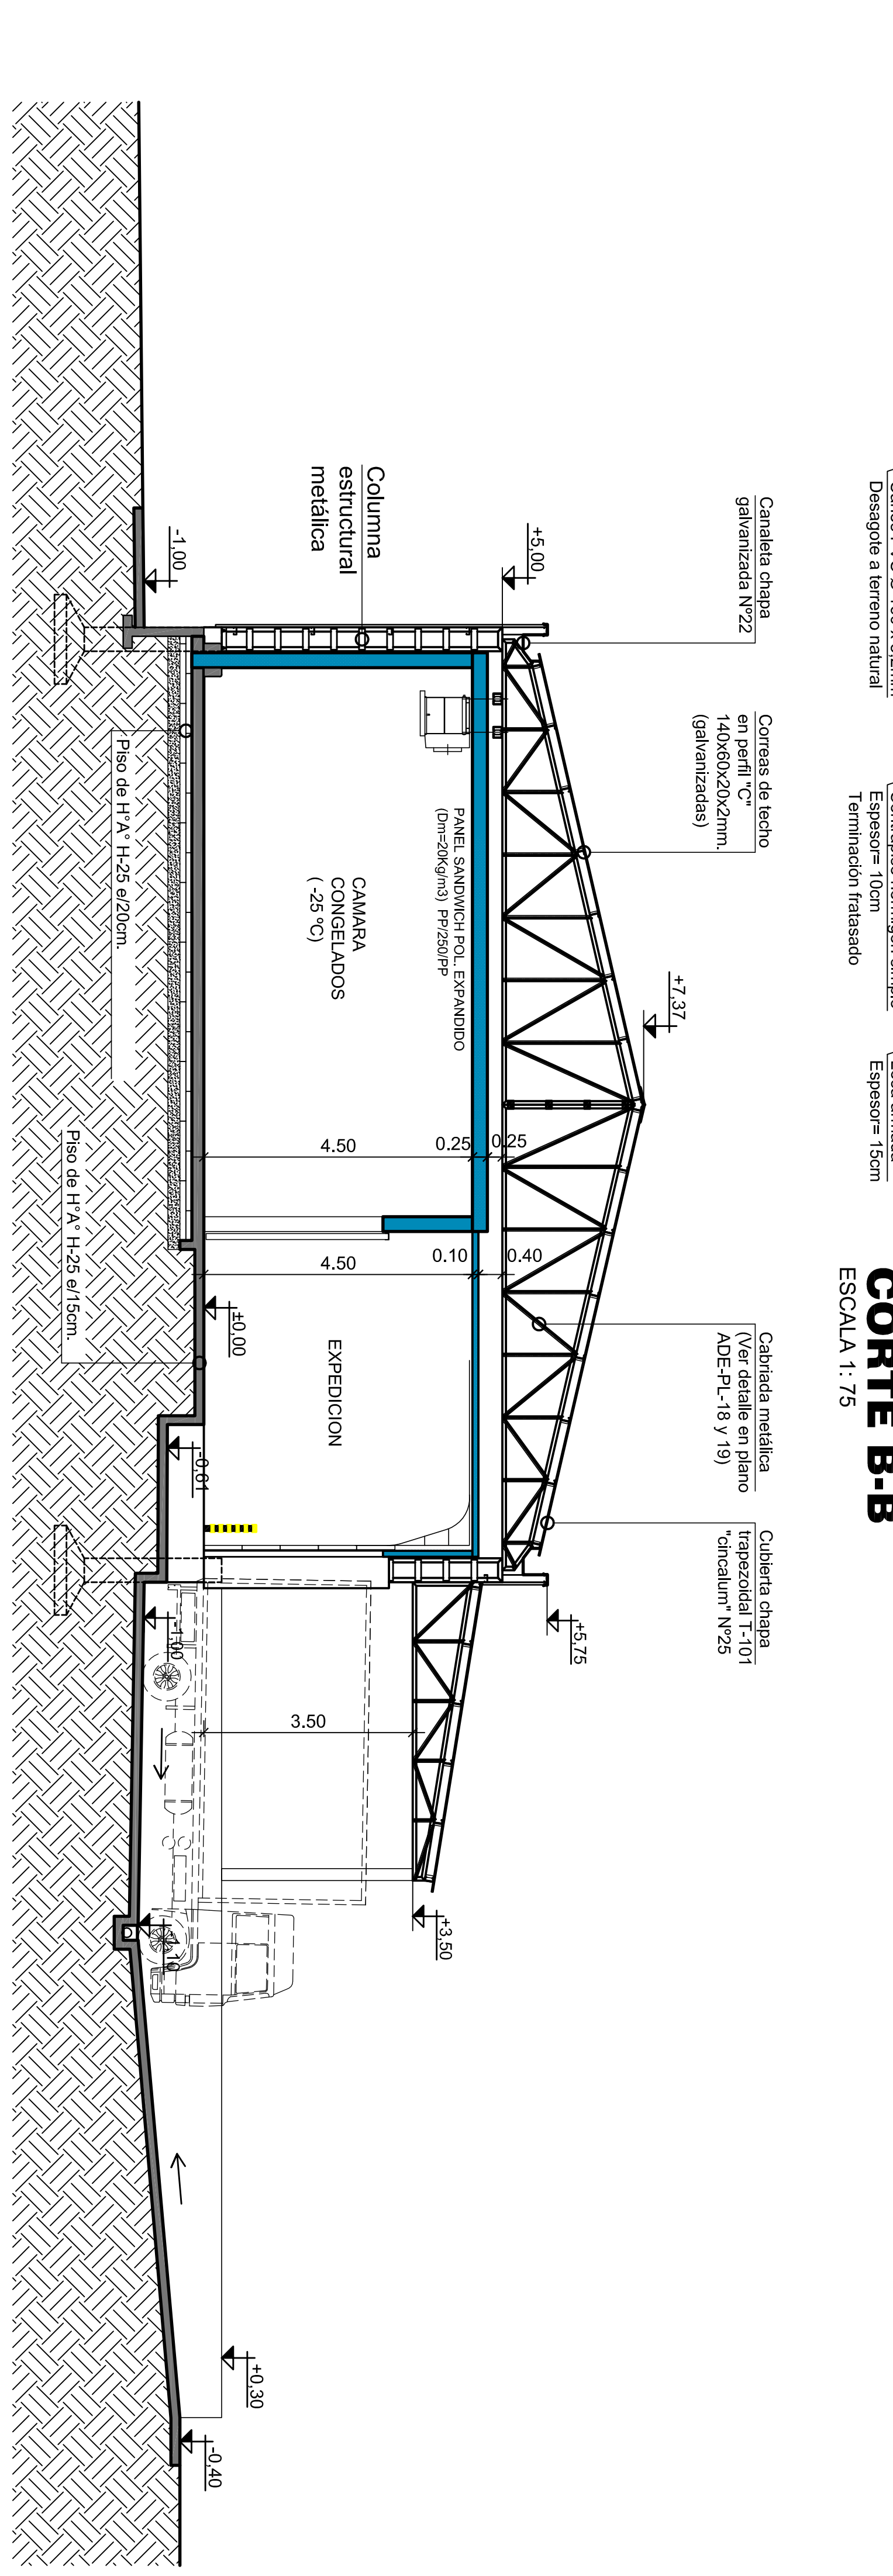 Desagote a terreno natural
Espesor= 10cm
Terminación fratasado
Espesor= 15cm
CORTE B-B
ESCALA 1: 75
Canaleta chapa
galvanizada Nº22
Correas de techo
en perfil "C"
140x60x20x2mm.
(galvanizadas)
Cabriada metálica
(Ver detalle en plano
ADE-PL-18 y 19)
Cubierta chapa
trapezoidal T-101
"cincalum" Nº25
+7,37
+5,00
+5,75
0.25
0.25
0.10
0.40
PANEL SANDWICH POL. EXPANDIDO
(Dm=20Kg/m3) PP/250/PP
+3,50
Columna
estructural
metálica
CAMARA
CONGELADOS
( -25 ºC)
4.50
4.50
EXPEDICION
3.50
±0,00
+0,30
-0,61
-0,40
-1,00
-1,00
Piso de H°A° H-25 e/20cm.
Piso de H°A° H-25 e/15cm.